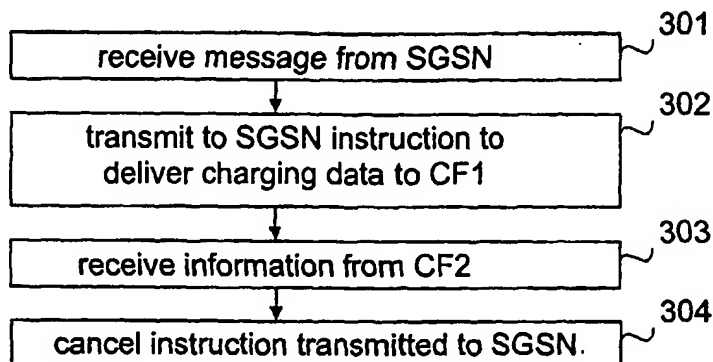 301
receive message from SGSN
302
transmit to SGSN instruction to
deliver charging data to CF1
303
receive information from CF2
304
cancel instruction transmitted to SGSN.